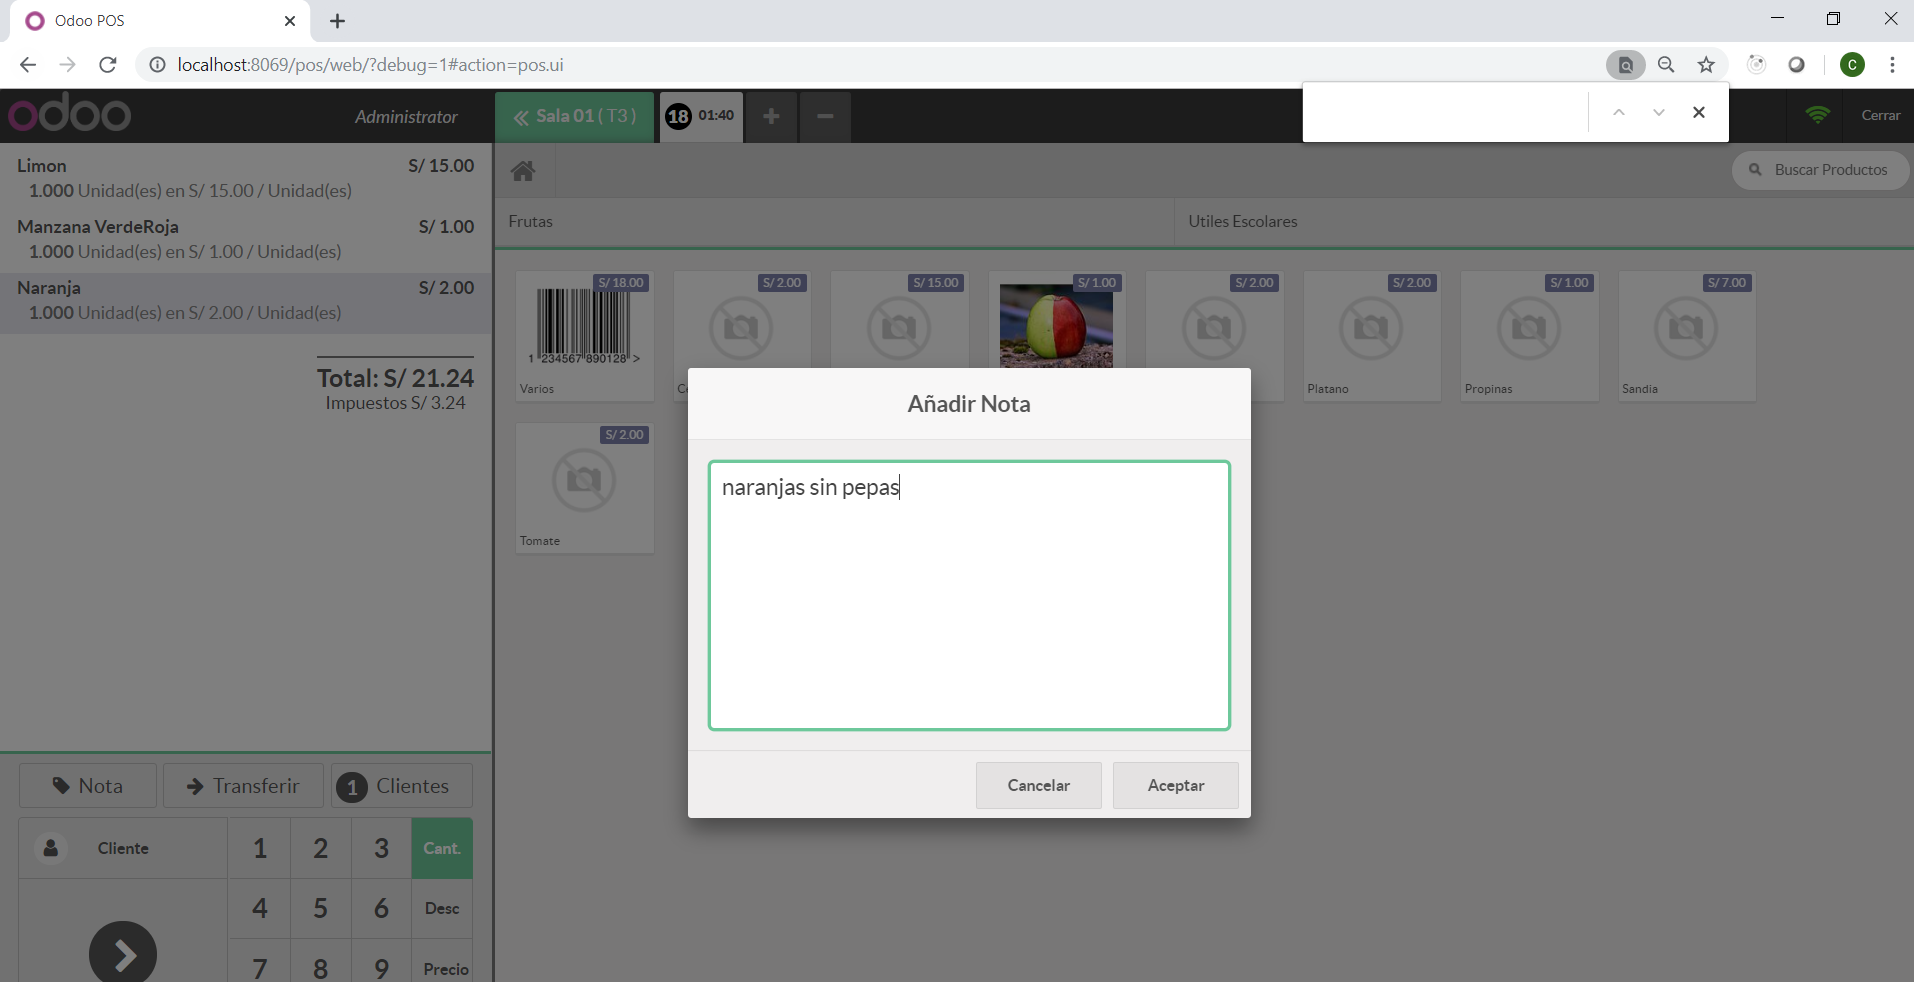 Odoo POS
localhost:8069/pos/web/?debug=1#action=pos.ui
C
odoo
Administrator
Sala 01 ( T3 )
18 01:40
Cerrar
Limon S/ 15.00
1.000 Unidad(es) en S/ 15.00 / Unidad(es)
Manzana VerdeRoja S/ 1.00
1.000 Unidad(es) en S/ 1.00 / Unidad(es)
Naranja S/ 2.00
1.000 Unidad(es) en S/ 2.00 / Unidad(es)
Total: S/ 21.24
Impuestos S/ 3.24
Buscar Productos
Frutas
Utiles Escolares
S/ 18.00
1 234567 890128 >
Varios
S/ 2.00
S/ 15.00
S/ 1.00
S/ 2.00
S/ 2.00
Platano
S/ 1.00
Propinas
S/ 7.00
Sandia
S/ 2.00
Tomate
Añadir Nota
naranjas sin pepas
Cancelar
Aceptar
Nota
Transferir
1 Clientes
Cliente
1 2 3 Cant.
4 5 6 Desc
7 8 9 Precio